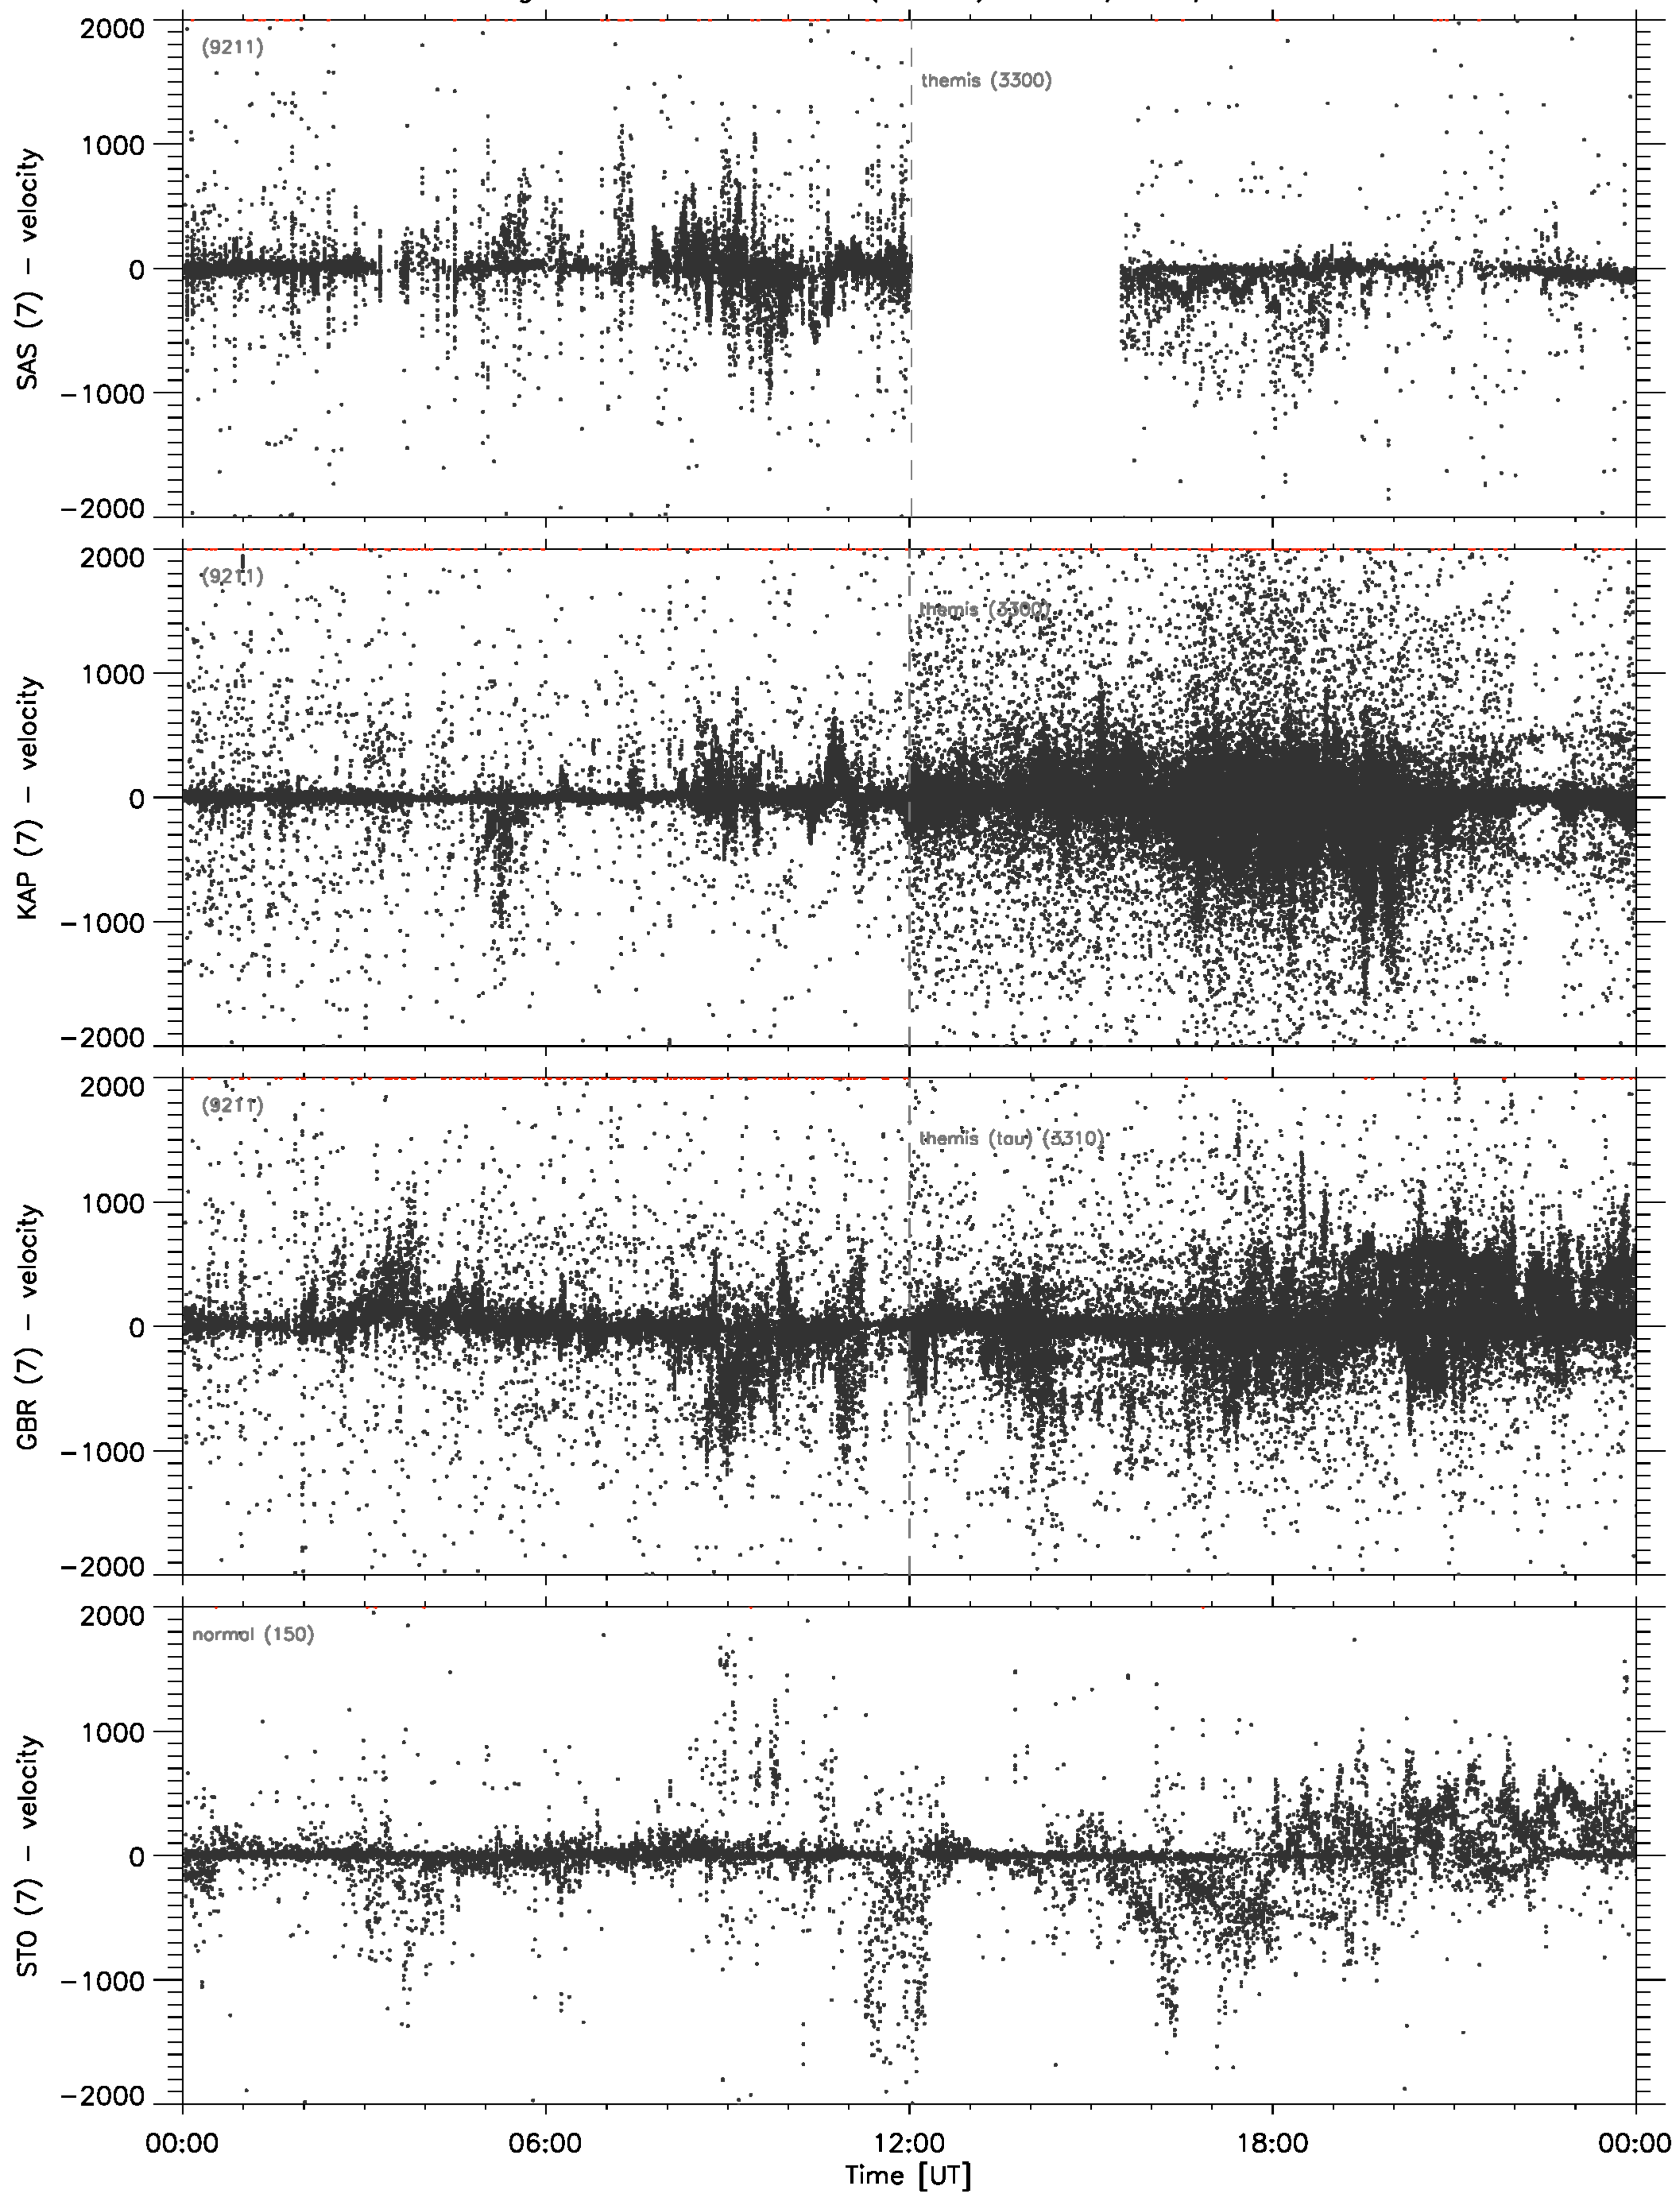 2000
(9211)
themis (3300)
1000
SAS (7) – velocity
0
−1000
−2000
2000
(9211)
themis (3300)
1000
KAP (7) – velocity
0
−1000
−2000
2000
(9211)
themis (tau) (3310)
1000
GBR (7) – velocity
0
−1000
−2000
2000
normal (150)
1000
STO (7) – velocity
0
−1000
−2000
00:00 06:00 12:00 18:00 00:00
Time [UT]